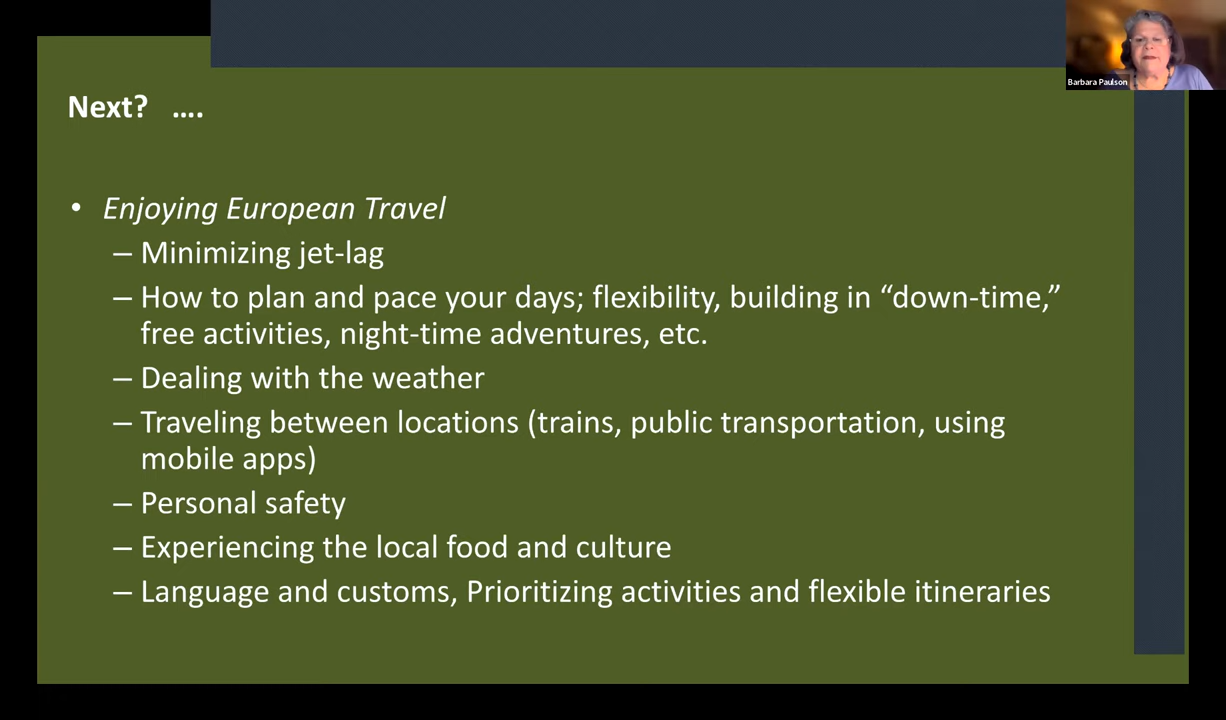 Barbara Paulson
Next? ....
• Enjoying European Travel
– Minimizing jet-lag
– How to plan and pace your days; flexibility, building in “down-time,”
free activities, night-time adventures, etc.
– Dealing with the weather
– Traveling between locations (trains, public transportation, using
mobile apps)
– Personal safety
– Experiencing the local food and culture
– Language and customs, Prioritizing activities and flexible itineraries